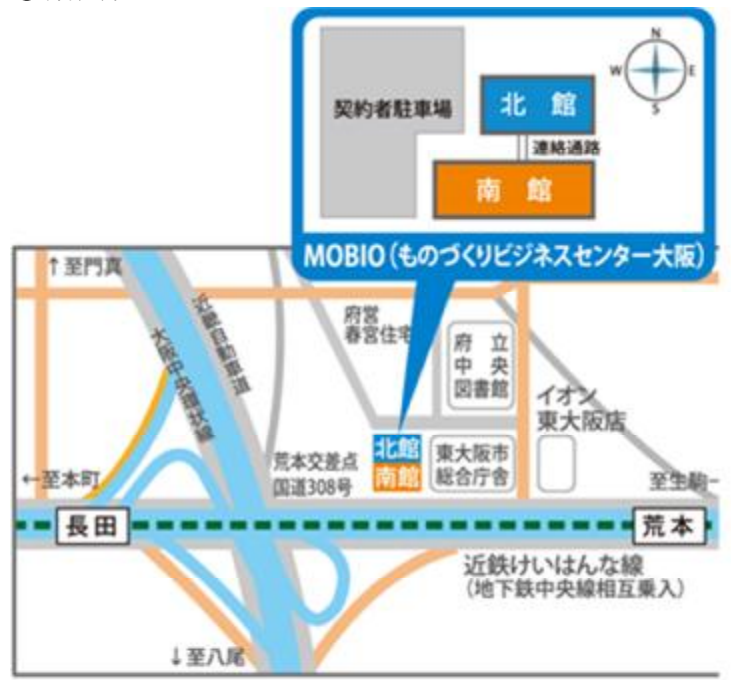 N
W E
S
契約者駐車場
北 館
連絡通路
南 館
MOBIO(ものづくりビジネスセンター大阪)
↑至門真
近畿自動車道
大阪中央環状線
府営
春宮住宅
府 立
中 央
図書館
イオン
東大阪店
北館
南館
東大阪市
総合庁舎
荒本交差点
国道308号
←至本町
至生駒
長田
荒本
近鉄けいはんな線
(地下鉄中央線相互乗入)
↓至八尾